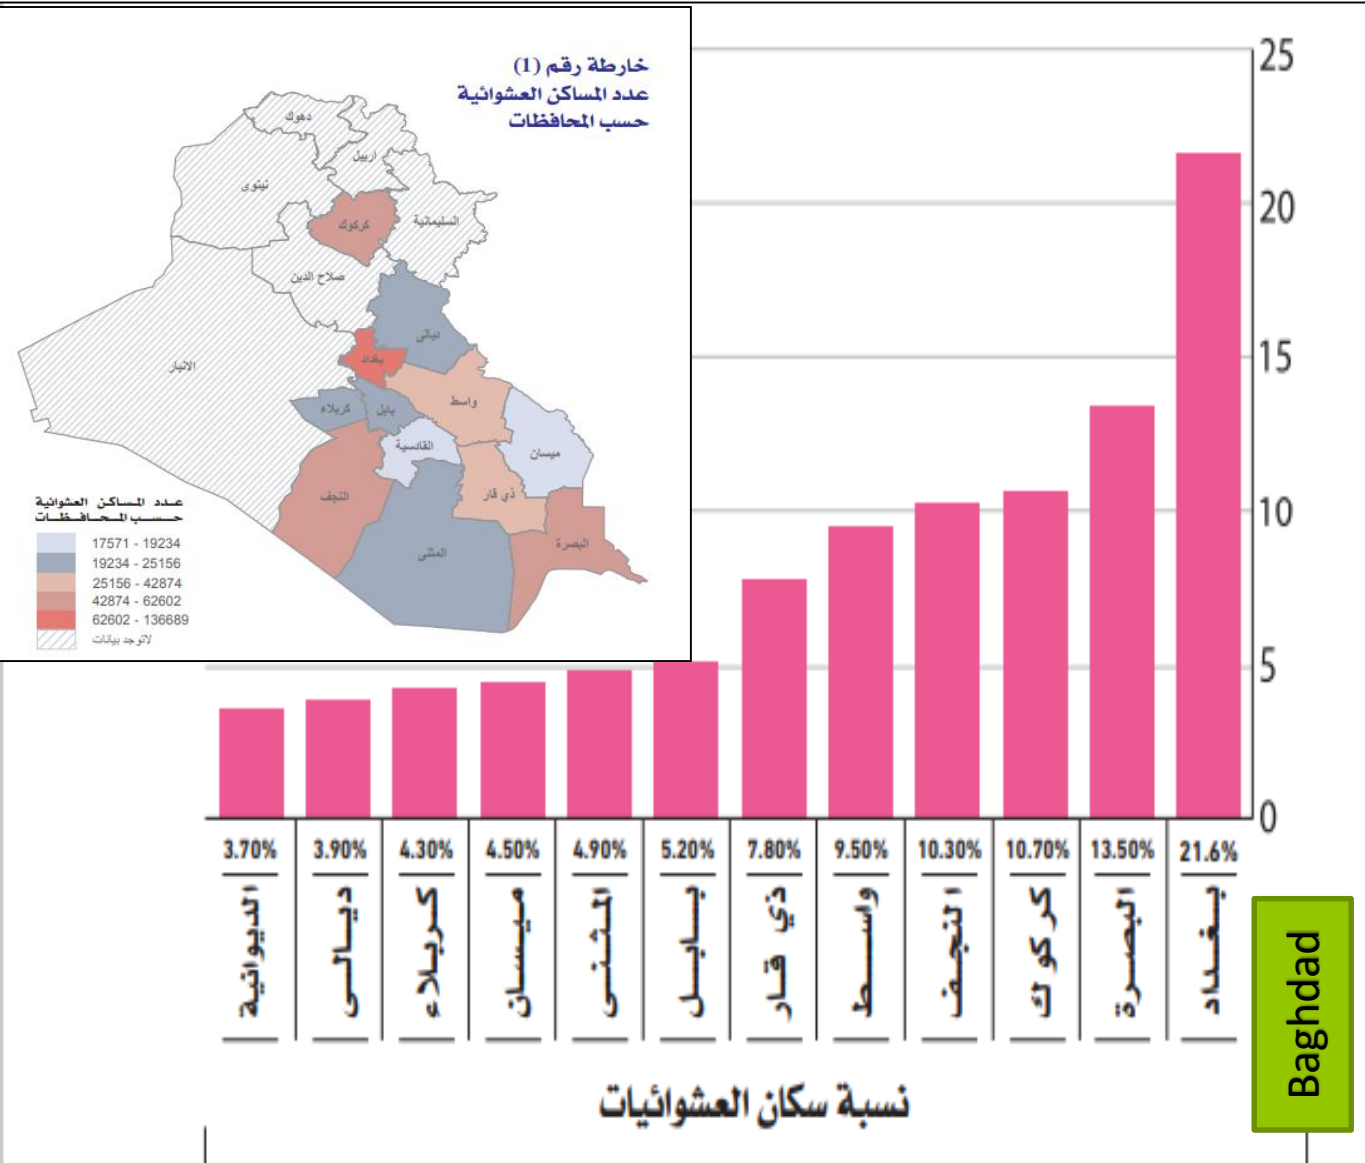 خارطة رقم (1)
عدد المساكن العشوائية
حسب المحافظات
دهوك
اربيل
نينوى
كركوك
السليمانية
صلاح الدين
ديالى
بغداد
الانبار
واسط
كربلاء
بابل
القادسية
ميسان
النجف
ذي قار
المثنى
البصرة
عدد المساكن العشوائية
حسب المحافظات
17571 - 19234
19234 - 25156
25156 - 42874
42874 - 62602
62602 - 136689
لاتوجد بيانات
25
20
15
10
5
0
3.70% 3.90% 4.30% 4.50% 4.90% 5.20% 7.80% 9.50% 10.30% 10.70% 13.50% 21.6%
الديوانية
ديالى
كربلاء
ميسان
المثنى
بابل
ذي قار
واسط
النجف
كركوك
البصرة
بغداد
Baghdad
نسبة سكان العشوائيات